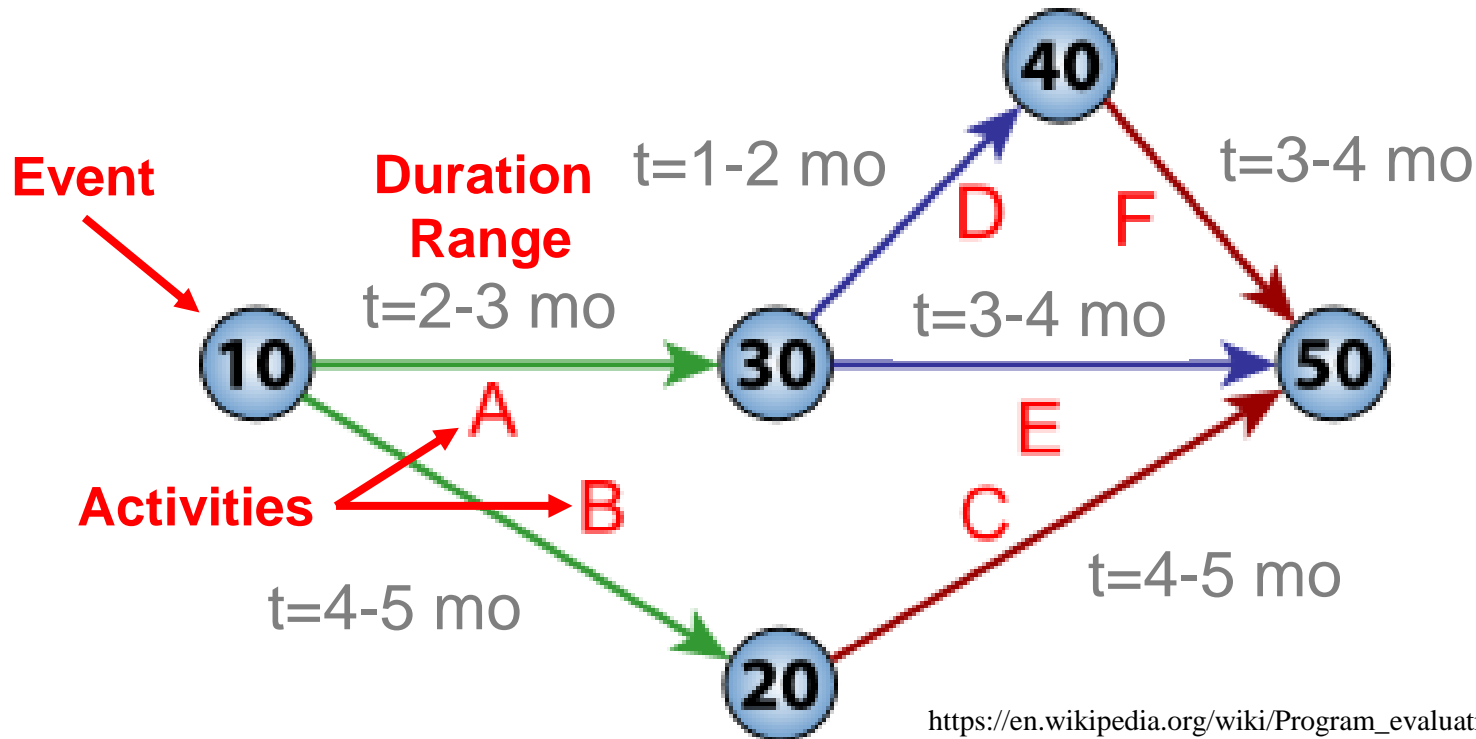 40
Event
Duration
Range
t=1-2 mo
t=3-4 mo
D
F
t=2-3 mo
t=3-4 mo
10
30
50
A
E
Activities
B
C
t=4-5 mo
t=4-5 mo
20
https://en.wikipedia.org/wiki/Program_evaluati